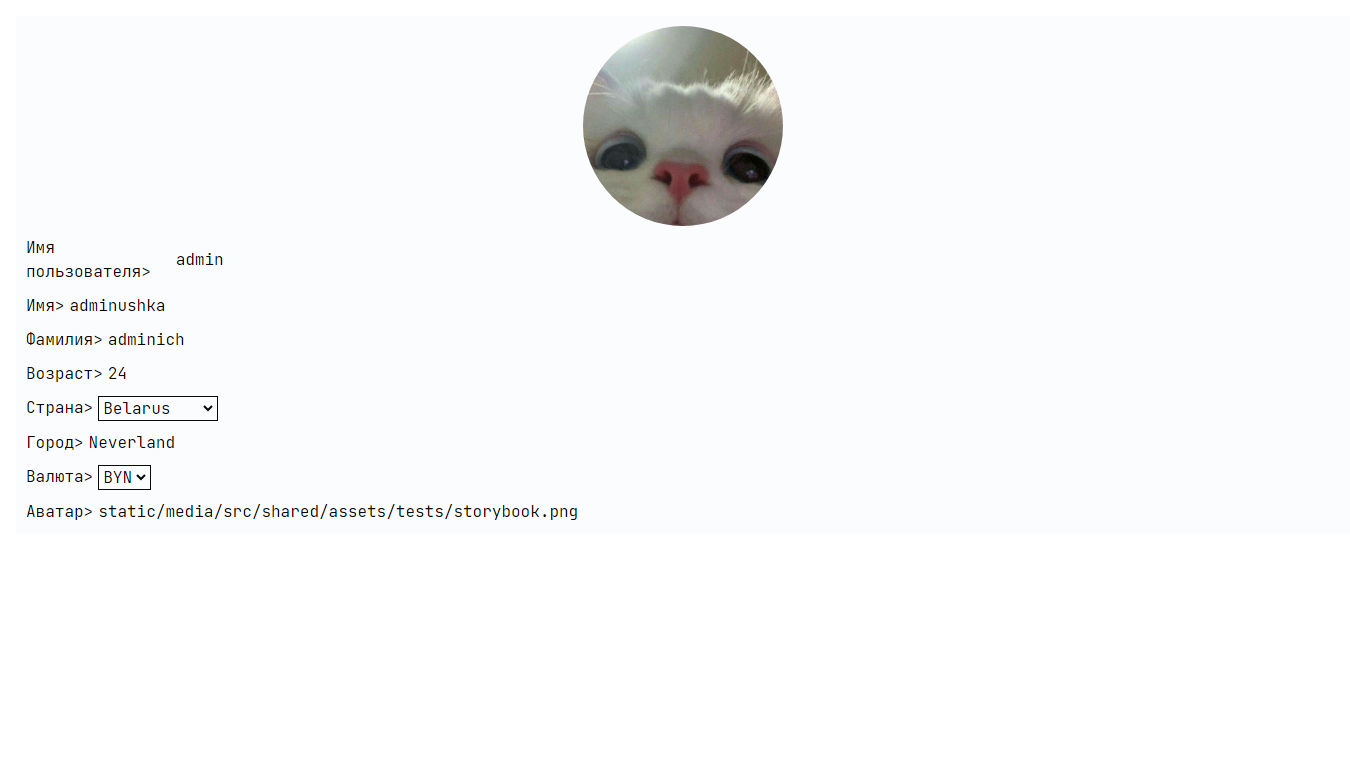 Имя
пользователя> admin
Имя> adminushka
Фамилия> adminich
Возраст> 24
Страна> Belarus
Город> Neverland
Валюта> BYN
Аватар> static/media/src/shared/assets/tests/storybook.png